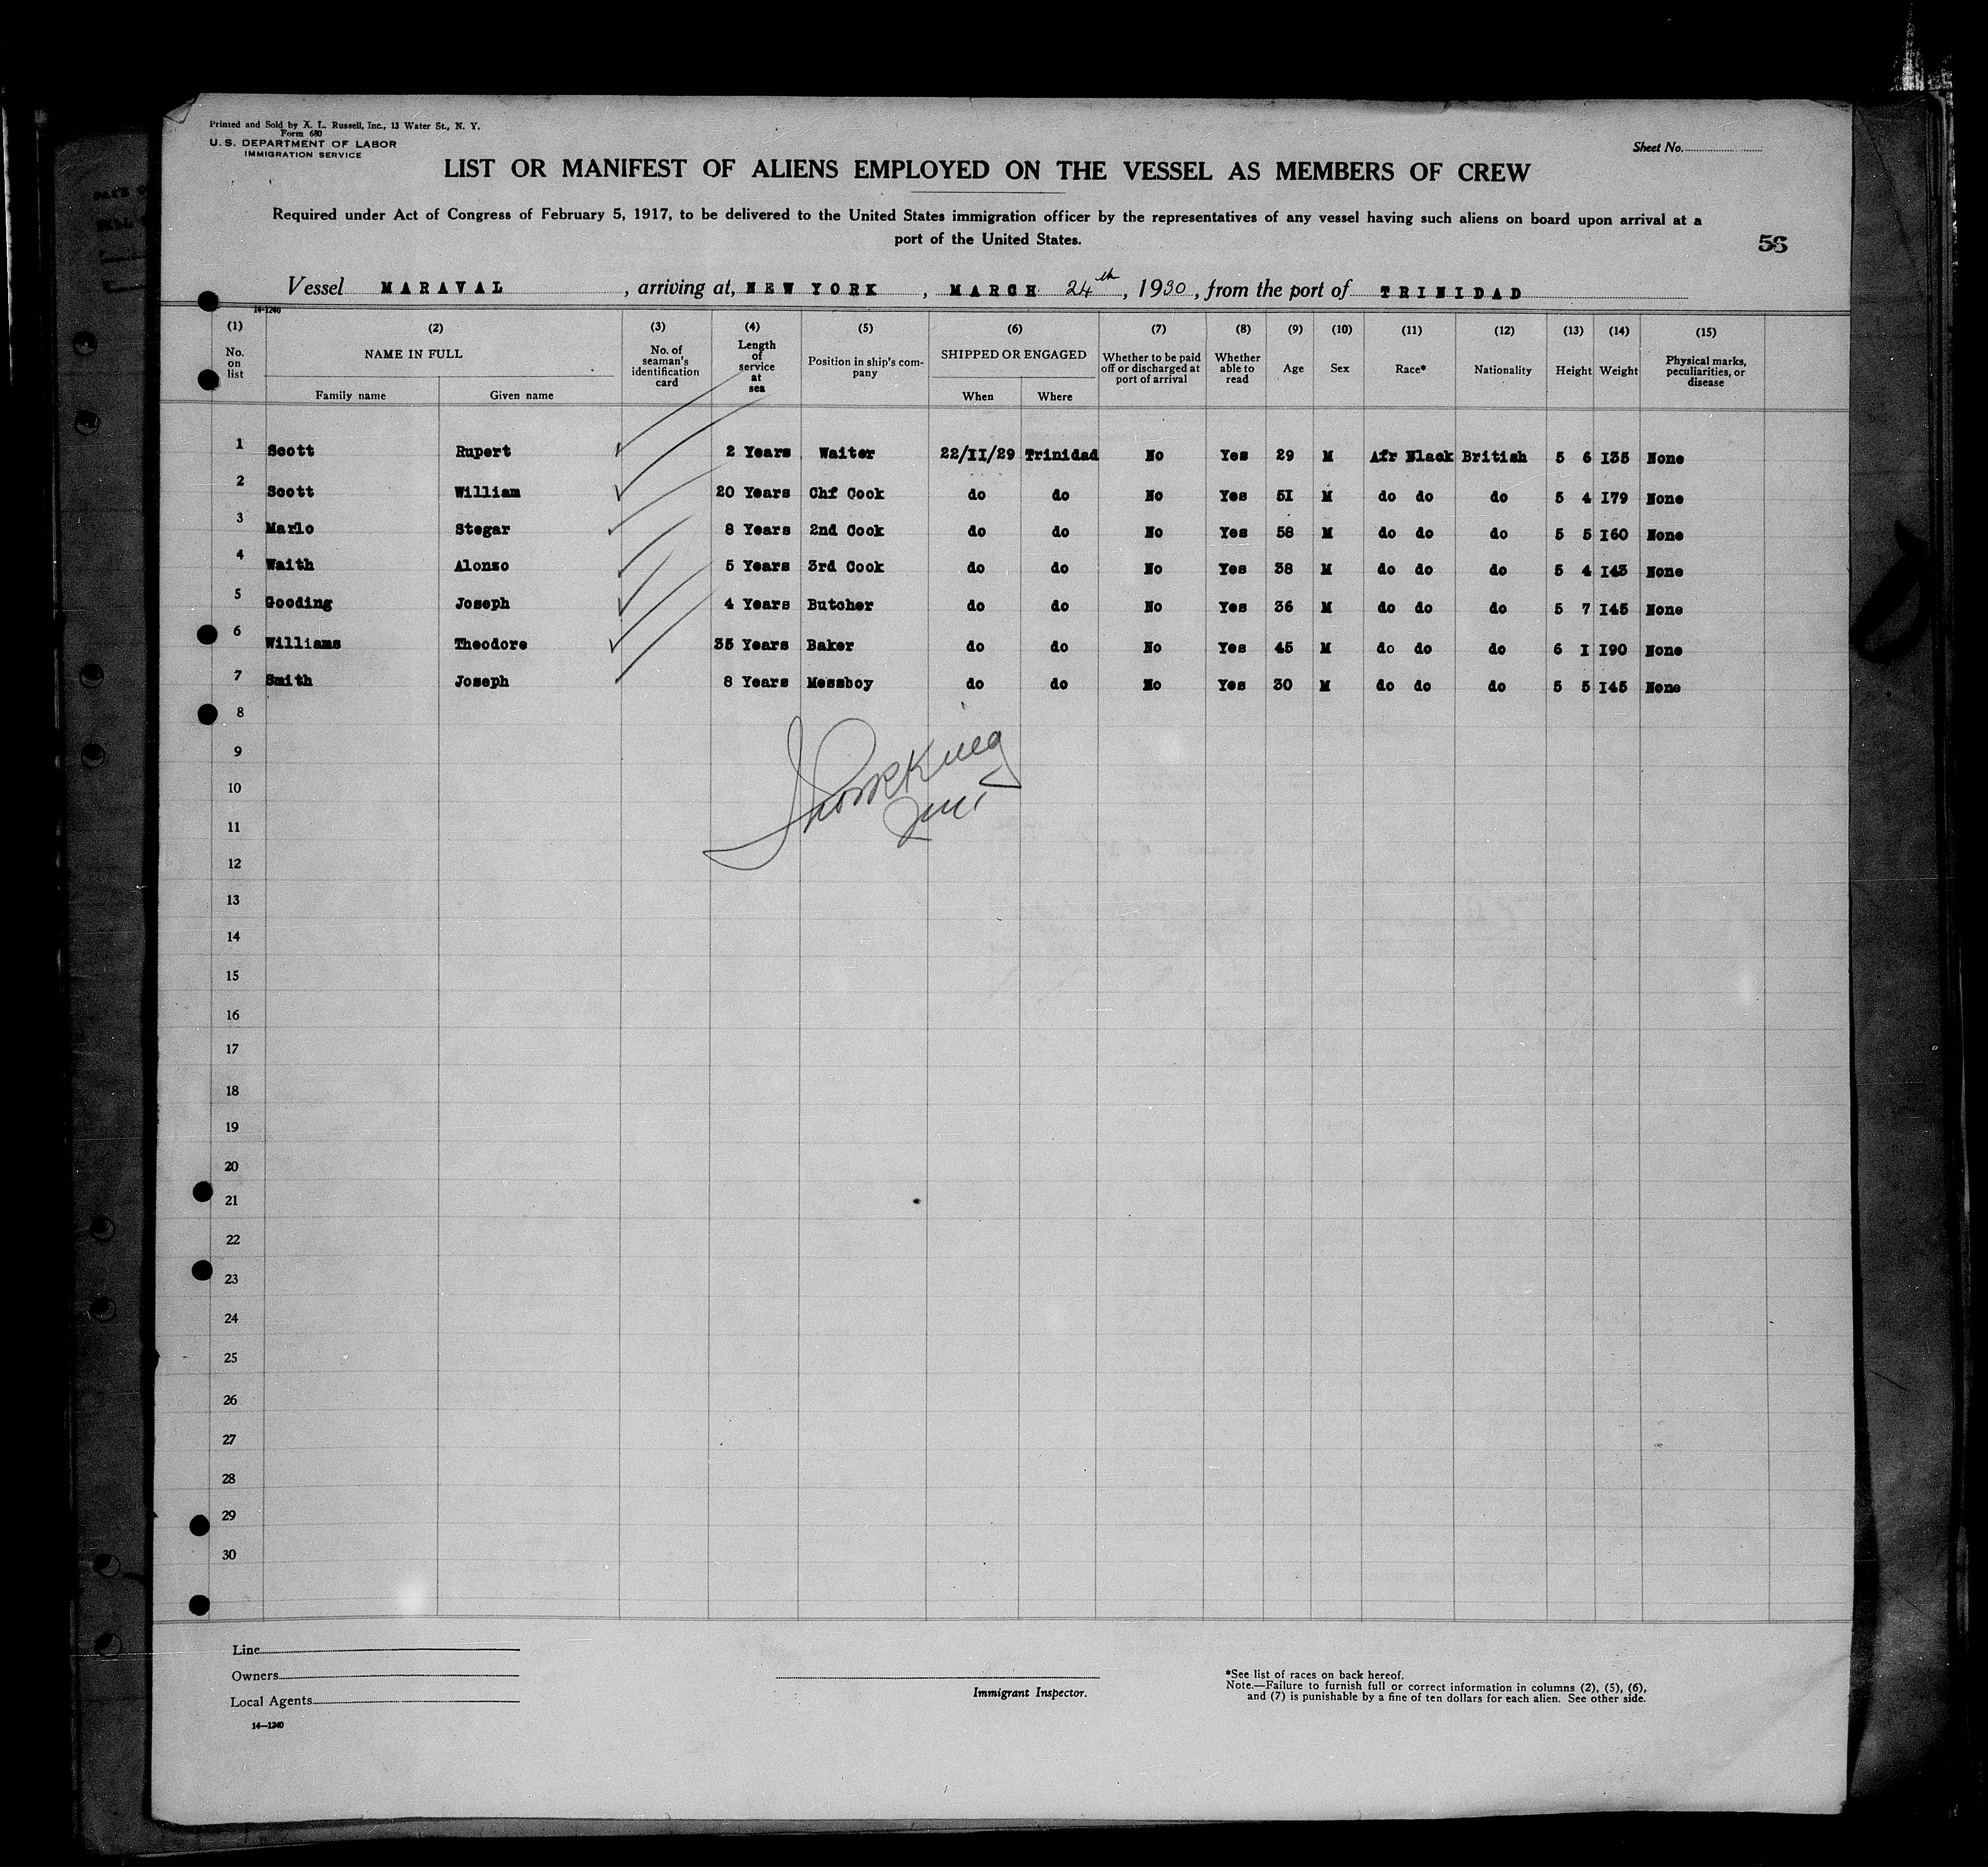 Printed and Sold by A. L. Russell, Inc., 13 Water St., N. Y.
Form 680
U. S. DEPARTMENT OF LABOR
IMMIGRATION SERVICE
Sheet No.
LIST OR MANIFEST OF ALIENS EMPLOYED ON THE VESSEL AS MEMBERS OF CREW
Required under Act of Congress of February 5, 1917, to be delivered to the United States immigration officer by the representatives of any vessel having such aliens on board upon arrival at a
port of the United States.
56
Vessel MARAVAL, arriving at, NEW YORK, MARCH 24th, 1930, from the port of TRINIDAD
14-1240
(1) (2) (3) (4) (5) (6) (7) (8) (9) (10) (11) (12) (13) (14) (15)
No. on list NAME IN FULL Family name Given name No. of seaman's identification card Length of service at sea Position in ship's company SHIPPED OR ENGAGED When Where Whether to be paid off or discharged at port of arrival Whether able to read Age Sex Race* Nationality Height Weight Physical marks, peculiarities, or disease
1 Scott Rupert 2 Years Waiter 22/II/29 Trinidad No Yes 29 M Afr Black British 5 6 I35 None
2 Scott William 20 Years Chf Cook do do No Yes 5I M do do do 5 4 I79 None
3 Marlo Stegar 8 Years 2nd Cook do do No Yes 58 M do do do 5 5 I60 None
4 Waith Alonso 5 Years 3rd Cook do do No Yes 38 M do do do 5 4 I43 None
5 Gooding Joseph 4 Years Butcher do do No Yes 36 M do do do 5 7 I45 None
6 Williams Theodore 35 Years Baker do do No Yes 45 M do do do 6 I I90 None
7 Smith Joseph 8 Years Messboy do do No Yes 30 M do do do 5 5 I45 None
8
9
10
11
12
13
14
15
16
17
18
19
20
21
22
23
24
25
26
27
28
29
30
Line
Owners
Local Agents
14—1240
Immigrant Inspector.
*See list of races on back hereof.
Note.—Failure to furnish full or correct information in columns (2), (5), (6),
and (7) is punishable by a fine of ten dollars for each alien. See other side.